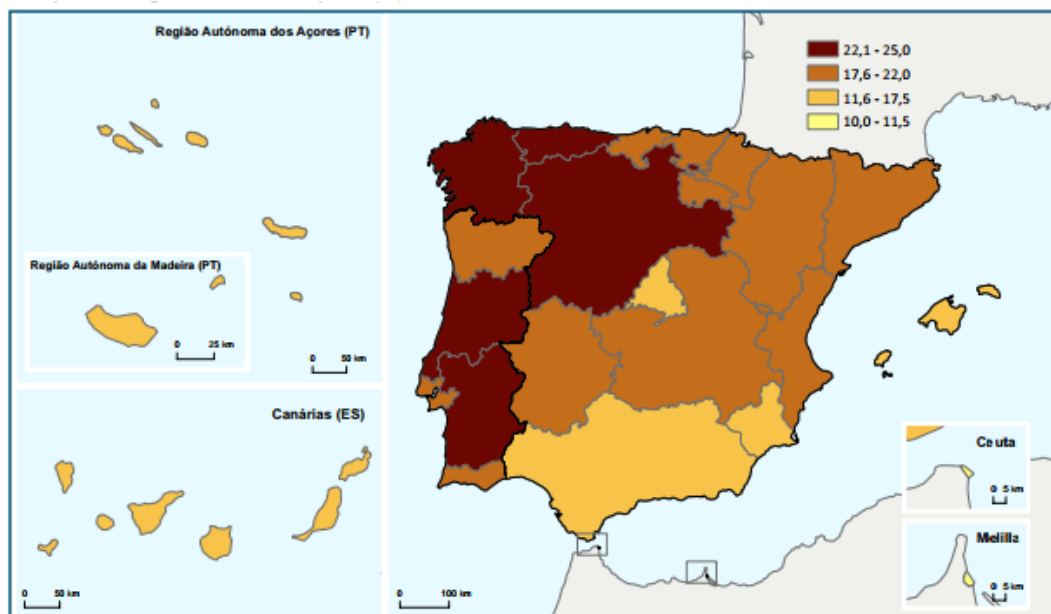 Região Autónoma dos Açores (PT)
22,1 - 25,0
17,6 - 22,0
11,6 - 17,5
10,0 - 11,5
Região Autónoma da Madeira (PT)
0 25 km
0 50 km
Canárias (ES)
0 50 km
0 100 km
Ceuta
0 5 km
Melilla
0 5 km